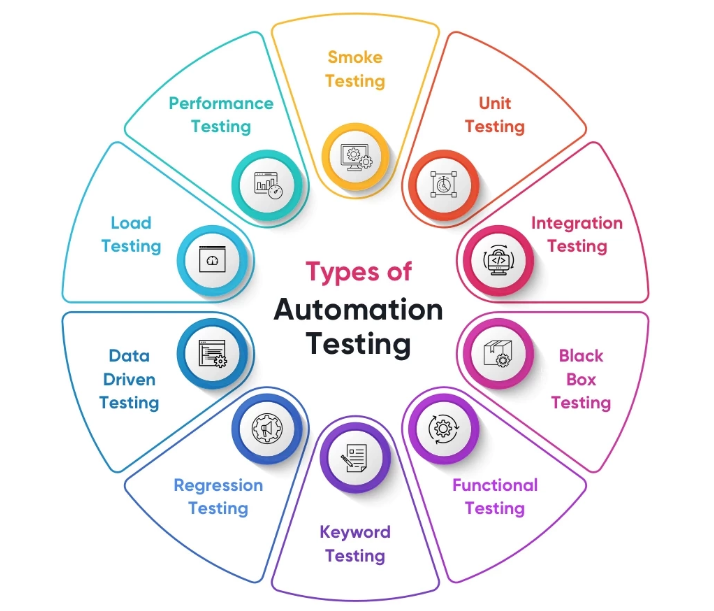 Smoke
Testing
Unit
Testing
Integration
Testing
Black
Box
Testing
Functional
Testing
Keyword
Testing
Regression
Testing
Data
Driven
Testing
Load
Testing
Performance
Testing
Types of
Automation
Testing